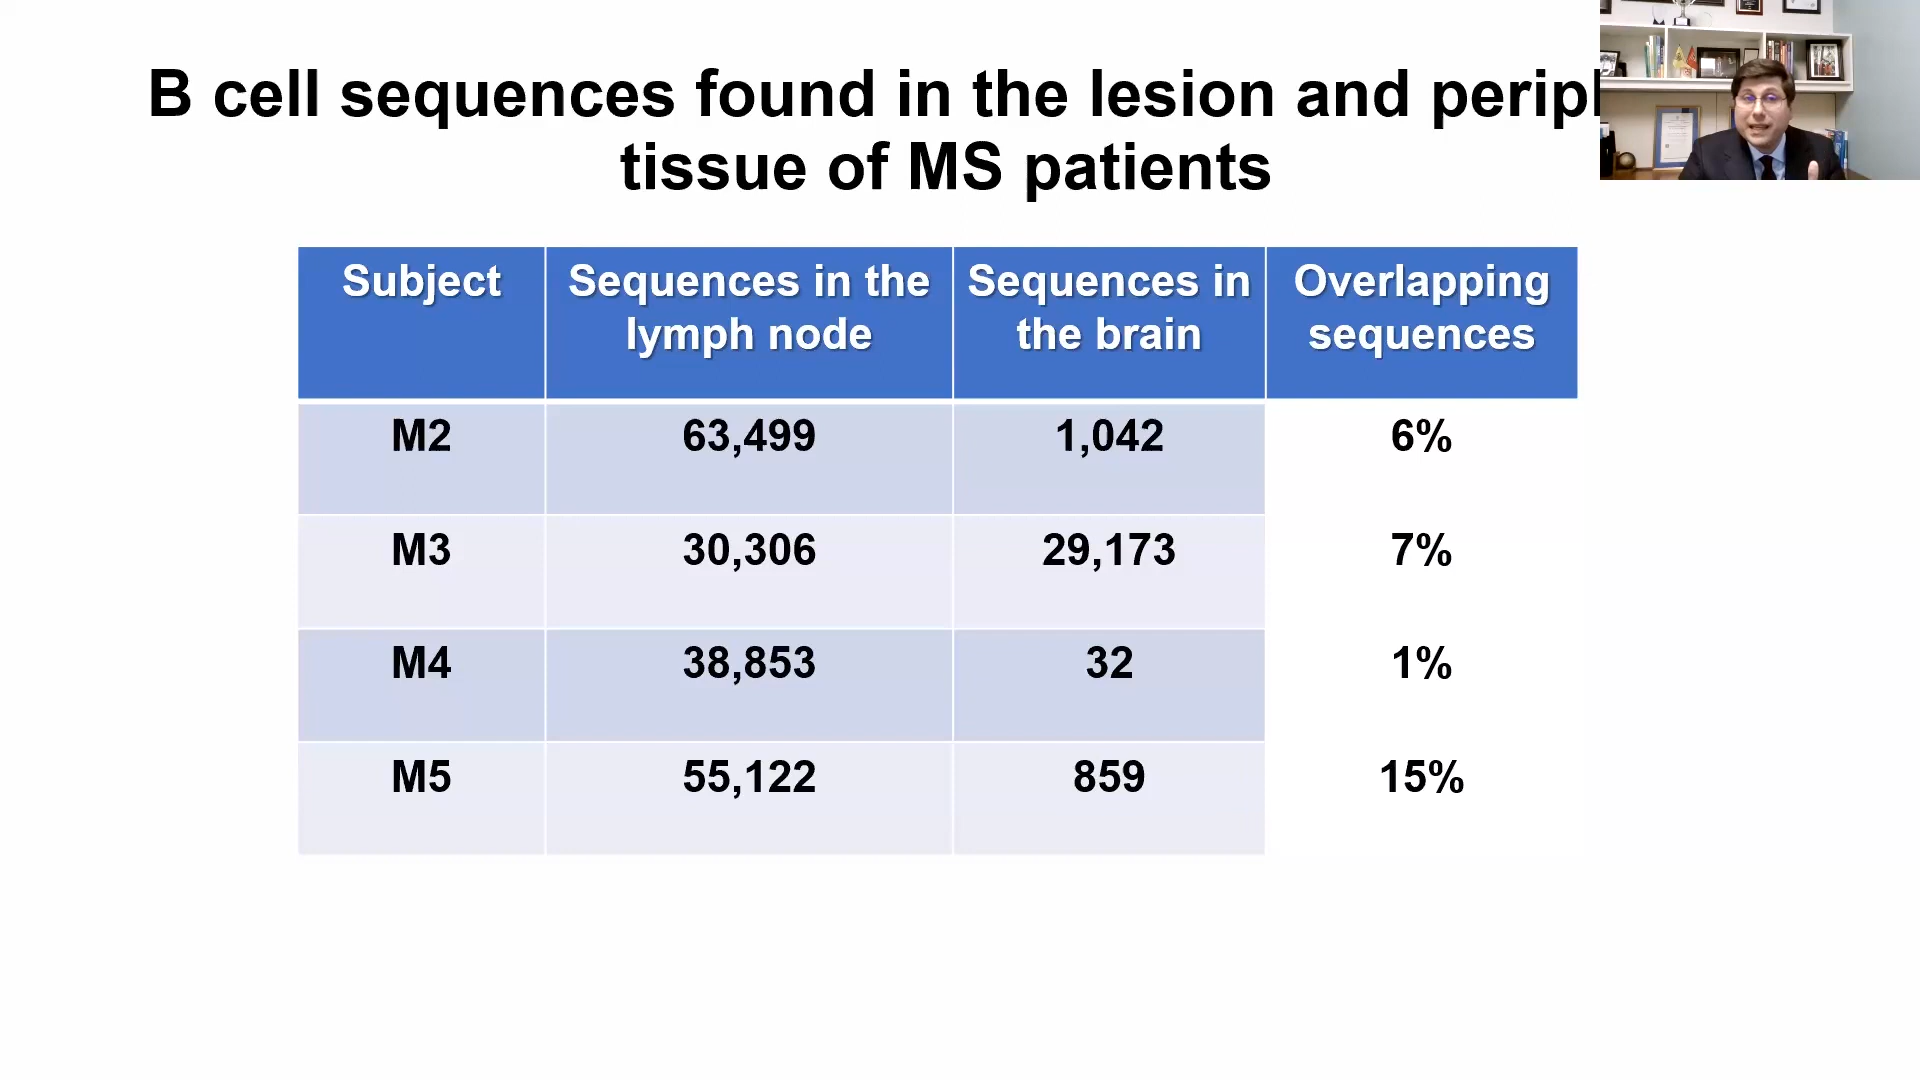 B cell sequences found in the lesion and
tissue of MS patients
Subject
Sequences in the
lymph node
Sequences in
the brain
Overlapping
sequences
M2 63,499 1,042 6%
M3 30,306 29,173 7%
M4 38,853 32 1%
M5 55,122 859 15%